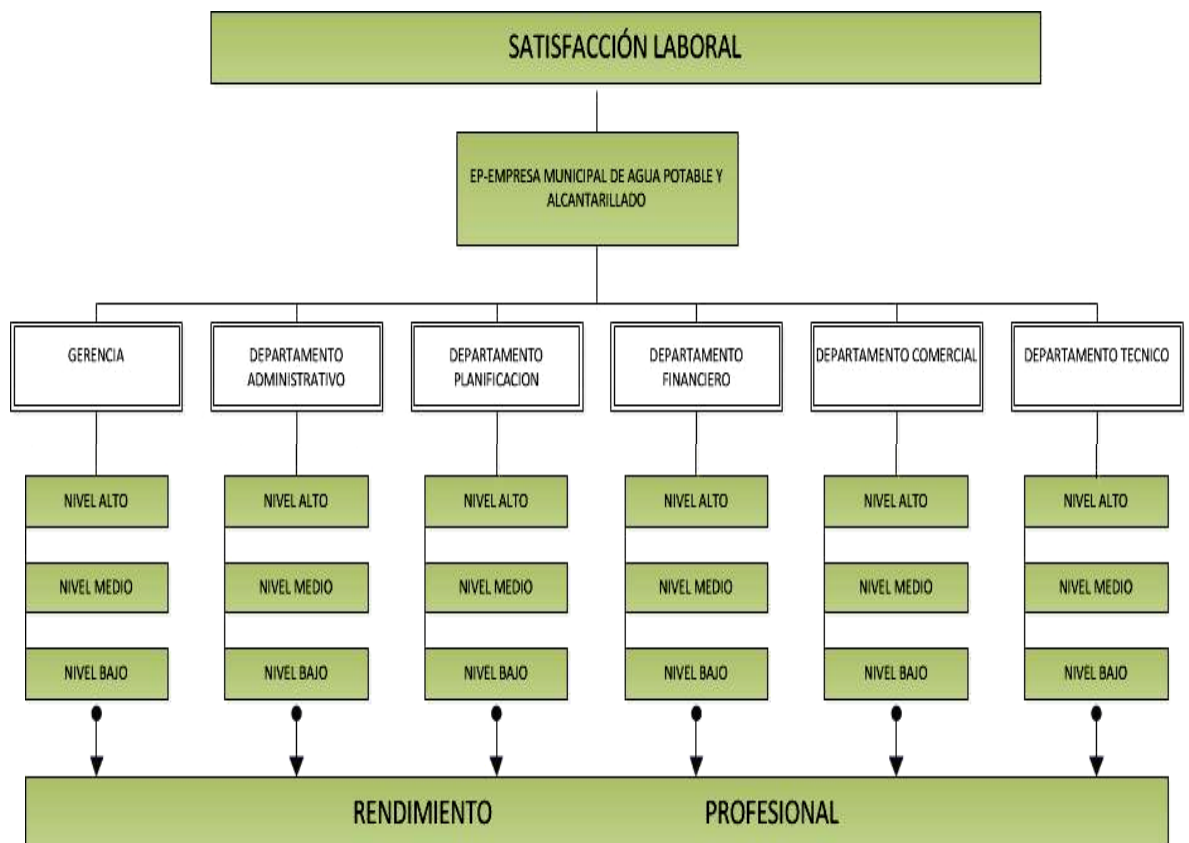 SATISFACCIÓN LABORAL
EP-EMPRESA MUNICIPAL DE AGUA POTABLE Y
ALCANTARILLADO
GERENCIA
DEPARTAMENTO
ADMINISTRATIVO
DEPARTAMENTO
PLANIFICACION
DEPARTAMENTO
FINANCIERO
DEPARTAMENTO COMERCIAL
DEPARTAMENTO TECNICO
NIVEL ALTO
NIVEL ALTO
NIVEL ALTO
NIVEL ALTO
NIVEL ALTO
NIVEL ALTO
NIVEL MEDIO
NIVEL MEDIO
NIVEL MEDIO
NIVEL MEDIO
NIVEL MEDIO
NIVEL MEDIO
NIVEL BAJO
NIVEL BAJO
NIVEL BAJO
NIVEL BAJO
NIVEL BAJO
NIVEL BAJO
RENDIMIENTO PROFESIONAL